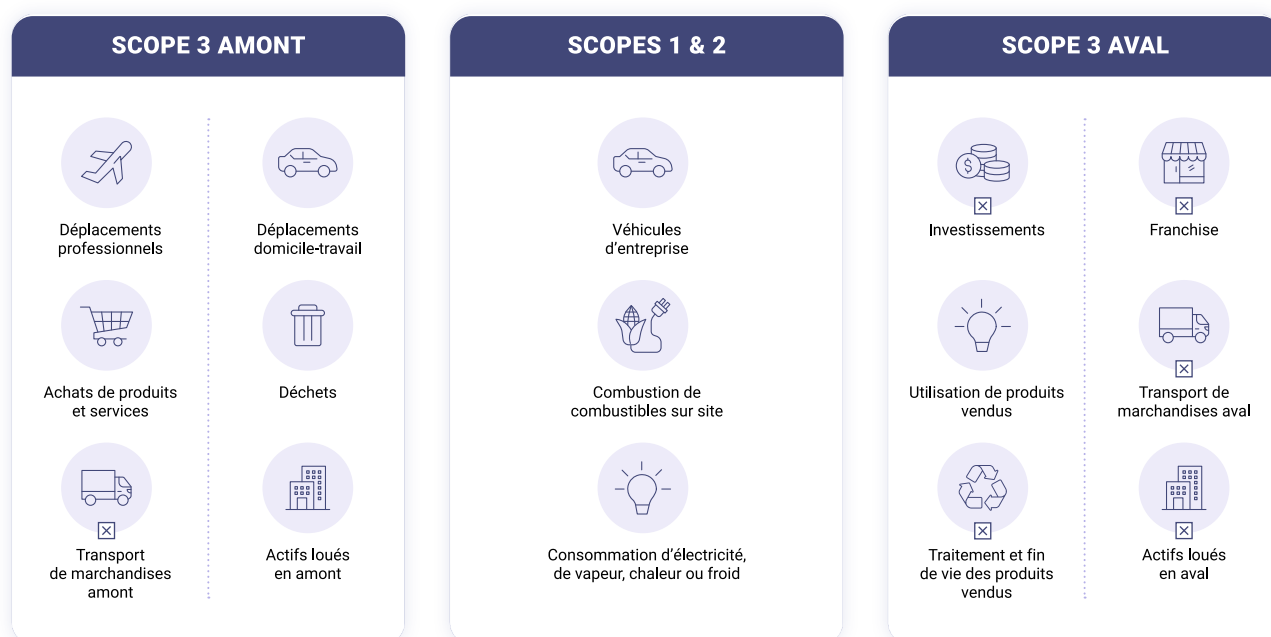 SCOPE 3 AMONT
Déplacements
professionnels
Déplacements
domicile-travail
Achats de produits
et services
Déchets
Transport
de marchandises
amont
Actifs loués
en amont
SCOPES 1 & 2
Véhicules
d'entreprise
Combustion de
combustibles sur site
Consommation d'électricité,
de vapeur, chaleur ou froid
SCOPE 3 AVAL
$
Investissements
Franchise
Utilisation de produits
vendus
Transport de
marchandises aval
Traitement et fin
de vie des produits
vendus
Actifs loués
en aval